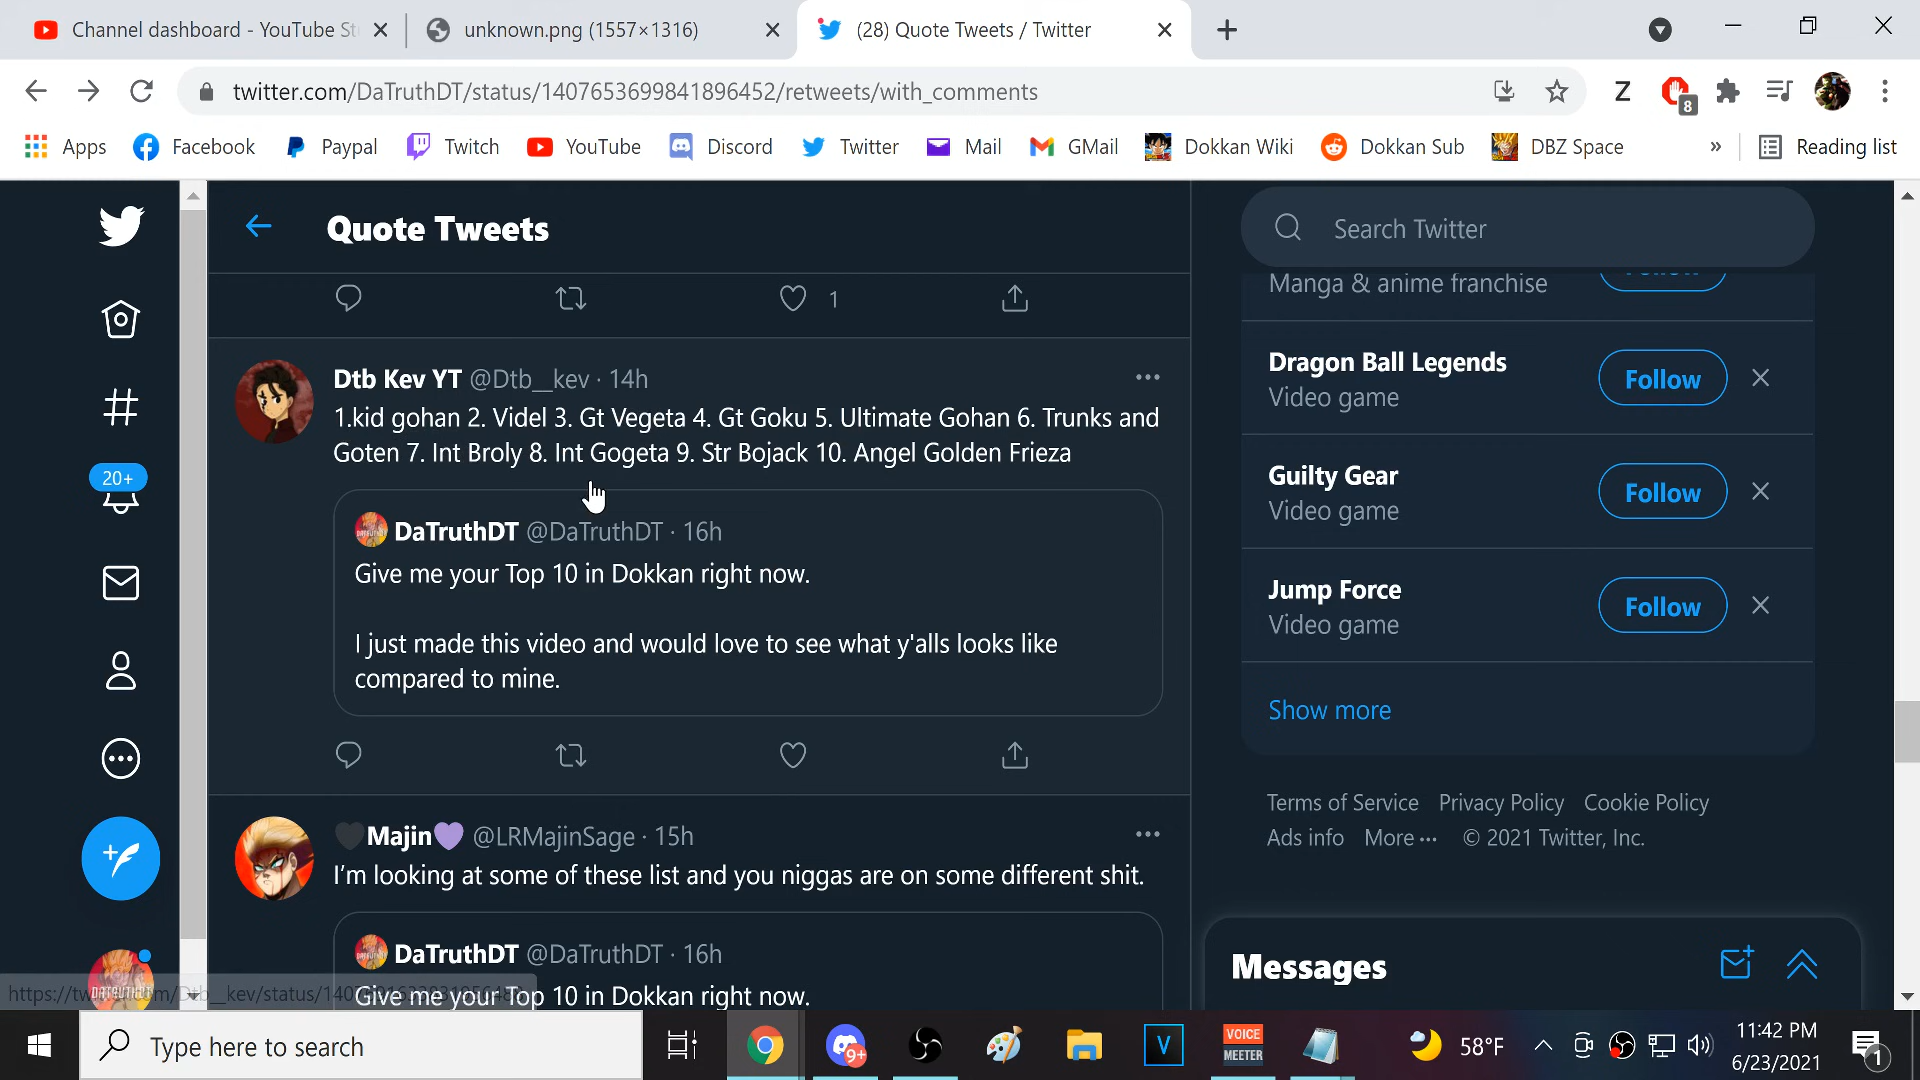 Channel dashboard - YouTube St
unknown.png (1557×1316)
(28) Quote Tweets / Twitter
twitter.com/DaTruthDT/status/1407653699841896452/retweets/with_comments
Z
8
Apps
Facebook
Paypal
Twitch
YouTube
Discord
Twitter
Mail
GMail
Dokkan Wiki
Dokkan Sub
DBZ Space
»
Reading list
Quote Tweets
Search Twitter
1
Dtb Kev YT @Dtb__kev · 14h
1.kid gohan 2. Videl 3. Gt Vegeta 4. Gt Goku 5. Ultimate Gohan 6. Trunks and
Goten 7. Int Broly 8. Int Gogeta 9. Str Bojack 10. Angel Golden Frieza
DaTruthDT @DaTruthDT · 16h
Give me your Top 10 in Dokkan right now.
I just made this video and would love to see what y'alls looks like
compared to mine.
20+
Majin @LRMajinSage · 15h
I'm looking at some of these list and you niggas are on some different shit.
DaTruthDT @DaTruthDT · 16h
Give me your Top 10 in Dokkan right now.
Manga & anime franchise
Dragon Ball Legends
Video game
Follow
Guilty Gear
Video game
Follow
Jump Force
Video game
Follow
Show more
Terms of Service Privacy Policy Cookie Policy
Ads info More ··· © 2021 Twitter, Inc.
Messages
Type here to search
9+
V
VOICE
MEETER
58°F
11:42 PM
6/23/2021
1